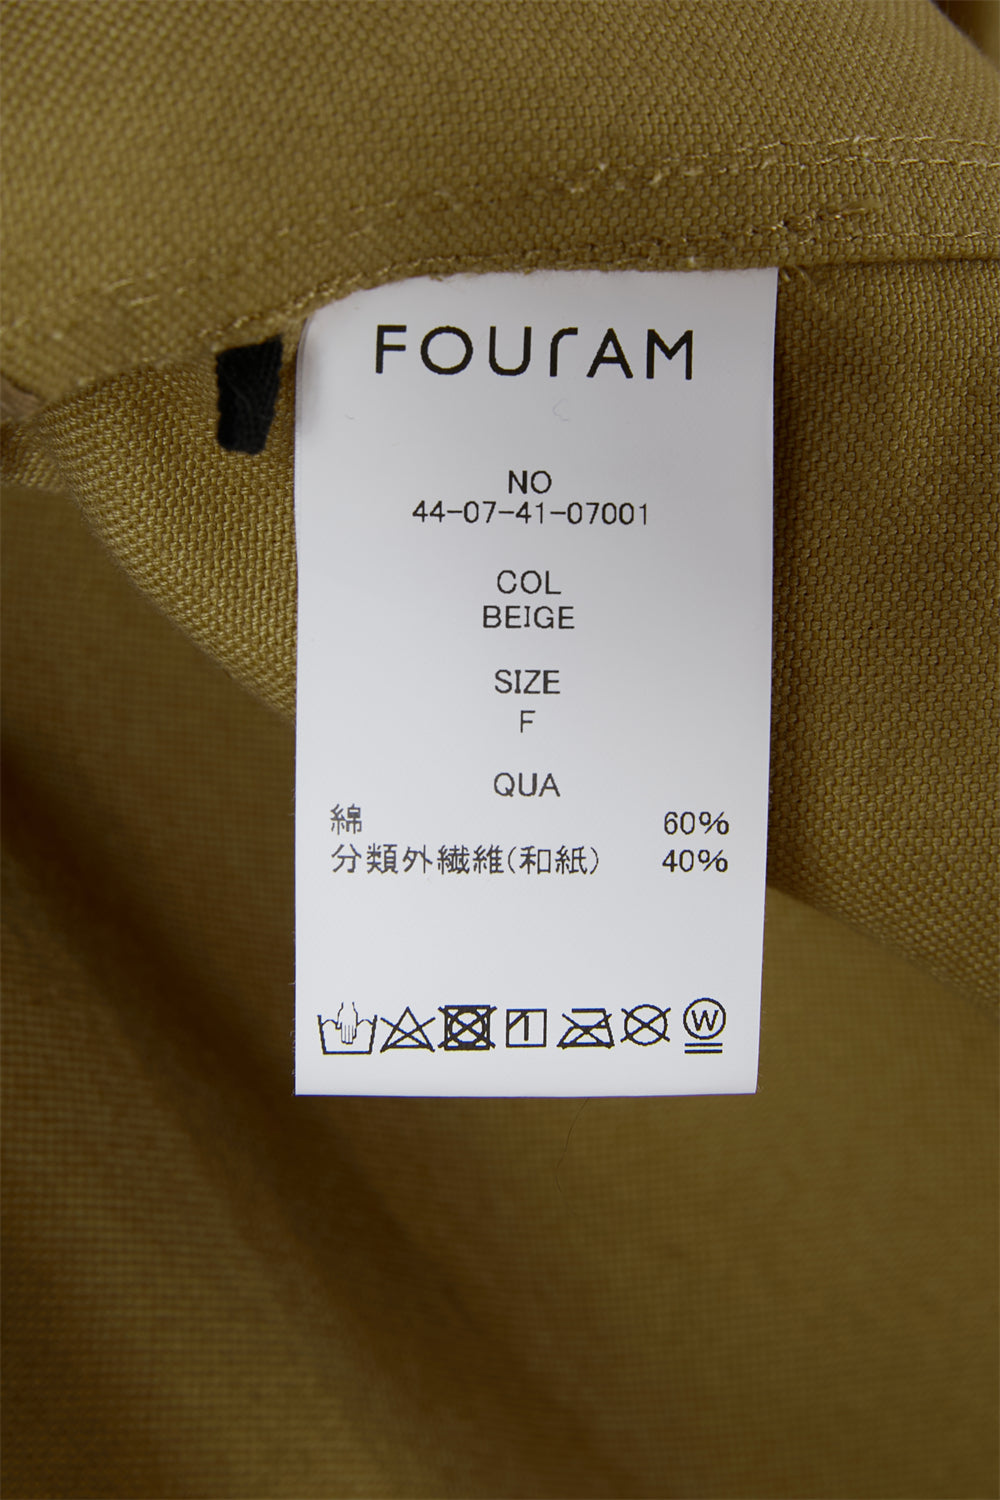 FOUrAM
NO
44-07-41-07001
COL
BEIGE
SIZE
F
QUA
綿 60%
分類外繊維(和紙) 40%
W